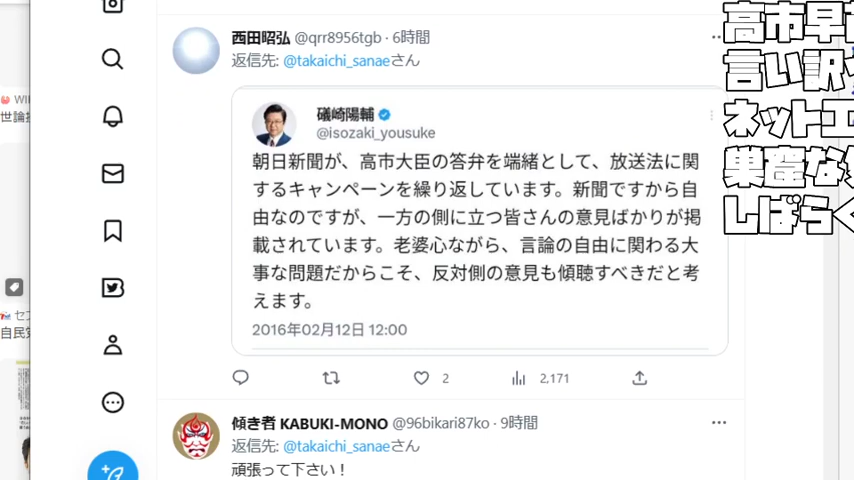 西田昭弘 @qrr8956tgb · 6時間
返信先: @takaichi_sanaeさん
礒崎陽輔
@isozaki_yousuke
朝日新聞が、高市大臣の答弁を端緒として、放送法に関
するキャンペーンを繰り返しています。新聞ですから自
由なのですが、一方の側に立つ皆さんの意見ばかりが掲
載されています。老婆心ながら、言論の自由に関わる大
事な問題だからこそ、反対側の意見も傾聴すべきだと考
えます。
2016年02月12日 12:00
2
2,171
傾き者 KABUKI-MONO @96bikari87ko · 9時間
返信先: @takaichi_sanaeさん
頑張って下さい！
高市早
言い訳
ネット工
巣窟な
しばらく
WI
世論
セ
自民